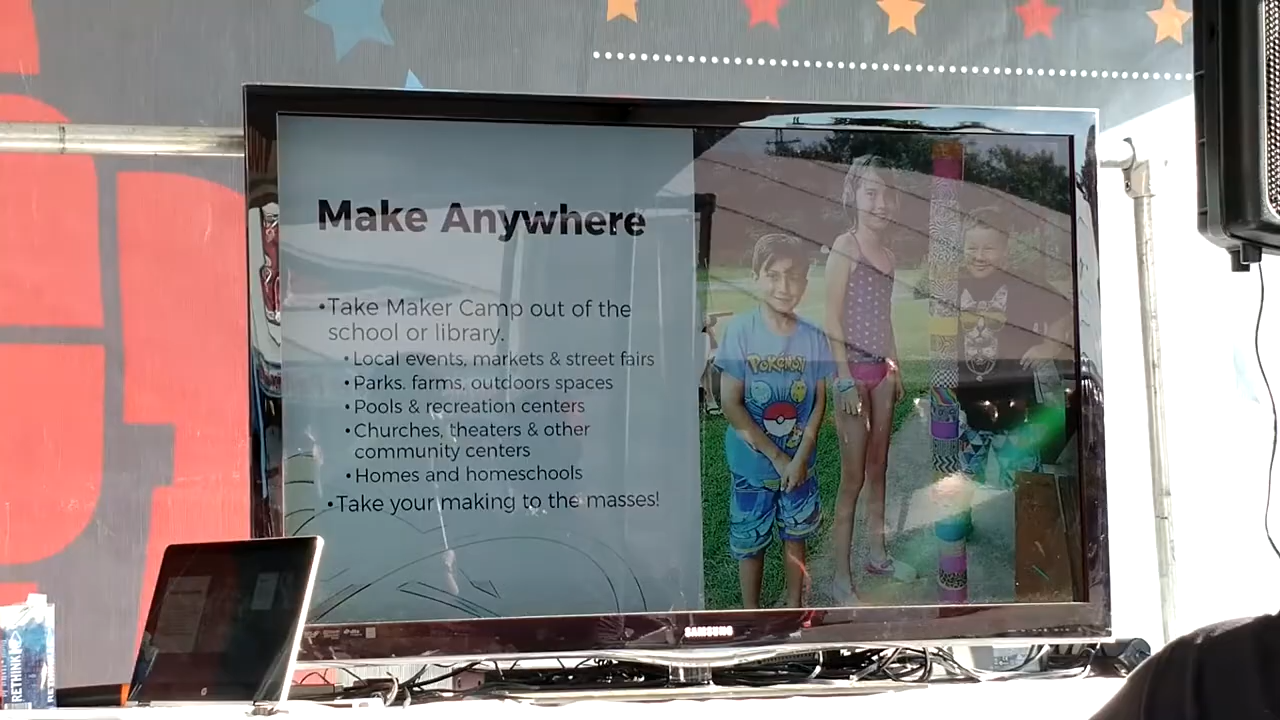 Make Anywhere
•Take Maker Camp out of the
school or library.
•Local events, markets & street fairs
•Parks. farms, outdoors spaces
•Pools & recreation centers
•Churches, theaters & other
community centers
•Homes and homeschools
•Take your making to the masses!
POKéMON
SAMSUNG
RETHINK
hp